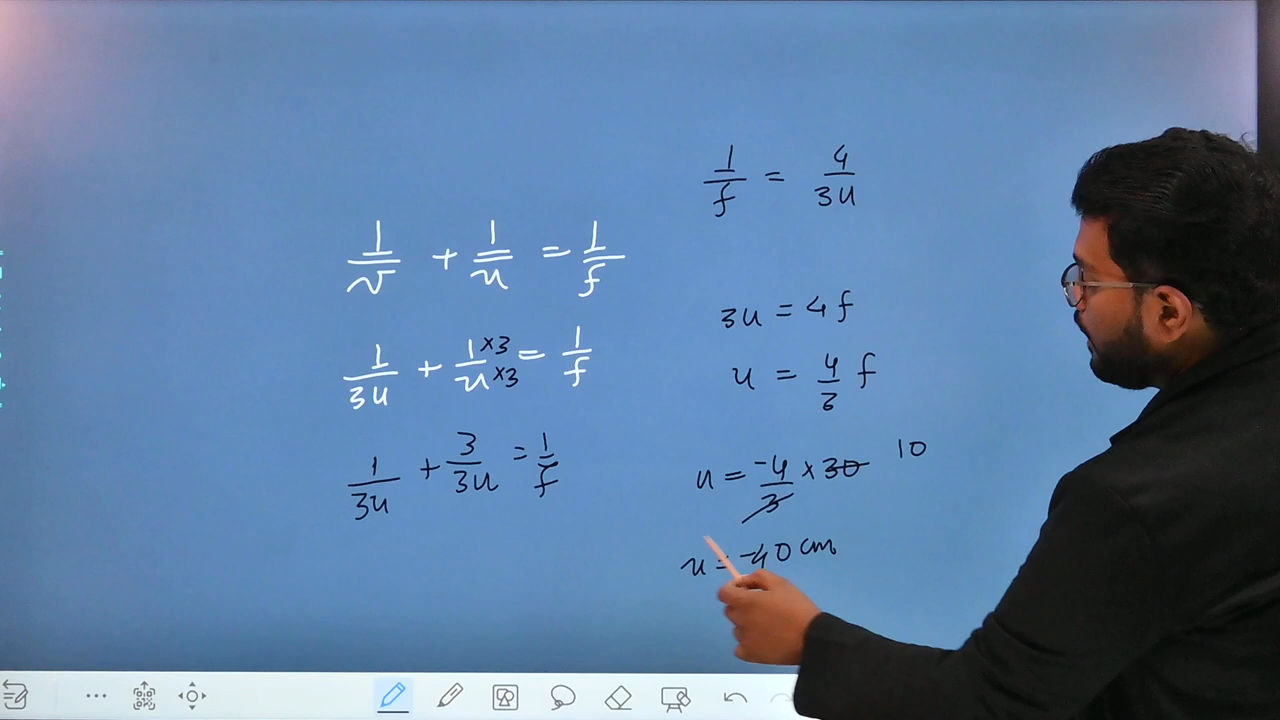 1/v + 1/u = 1/f
1/3u + 1×3/u×3 = 1/f
1/3u + 3/3u = 1/f
1/f = 4/3u
3u = 4f
u = 4/3 f
u = -4/3 × 30 10
u = -40 cm